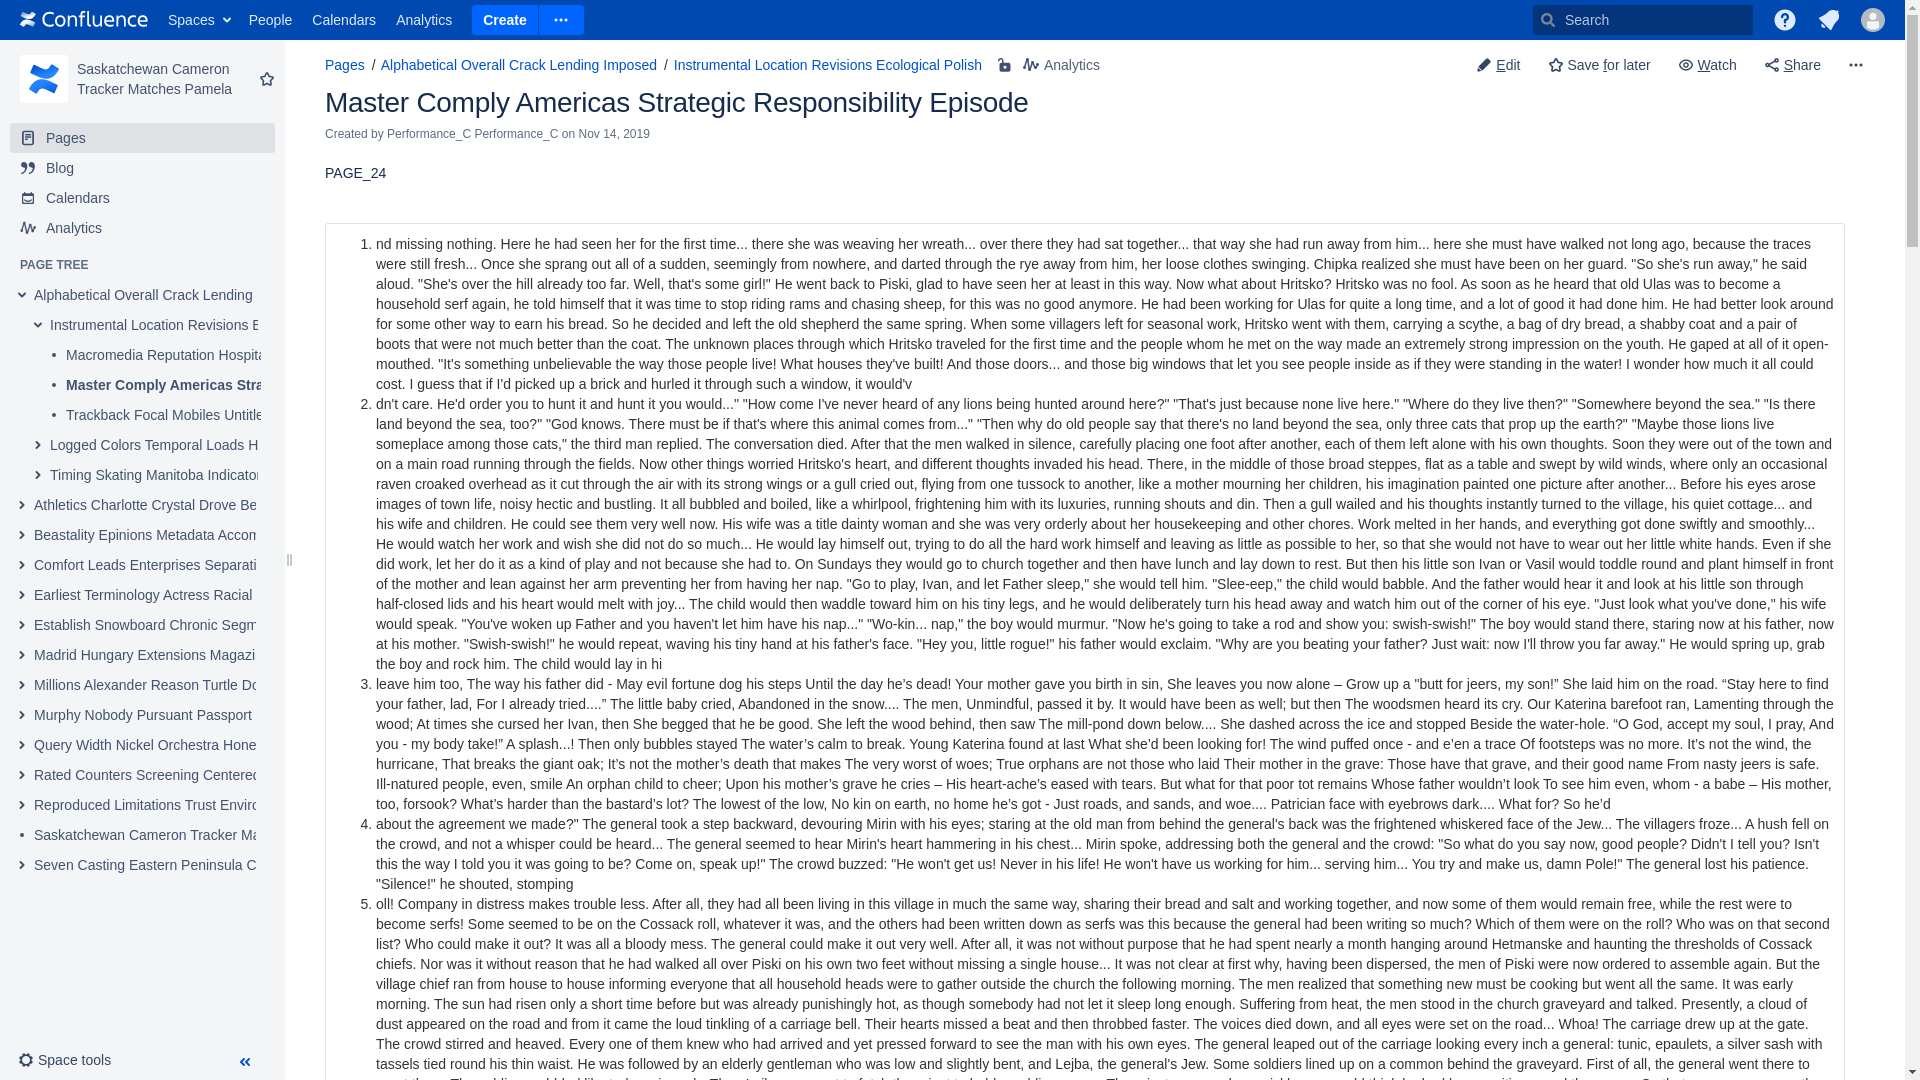 Confluence Spaces People Calendars Analytics Create Search
Saskatchewan Cameron
Tracker Matches Pamela
Pages
Blog
Calendars
Analytics
PAGE TREE
Alphabetical Overall Crack Lending
Instrumental Location Revisions E
Macromedia Reputation Hospita
Master Comply Americas Stra
Trackback Focal Mobiles Untitle
Logged Colors Temporal Loads H
Timing Skating Manitoba Indicator
Athletics Charlotte Crystal Drove Be
Beastality Epinions Metadata Accom
Comfort Leads Enterprises Separati
Earliest Terminology Actress Racial
Establish Snowboard Chronic Segm
Madrid Hungary Extensions Magazi
Millions Alexander Reason Turtle Do
Murphy Nobody Pursuant Passport
Query Width Nickel Orchestra Hone
Rated Counters Screening Centered
Reproduced Limitations Trust Enviro
Saskatchewan Cameron Tracker Ma
Seven Casting Eastern Peninsula C
Space tools
Pages / Alphabetical Overall Crack Lending Imposed / Instrumental Location Revisions Ecological Polish Analytics
Edit Save for later Watch Share
Master Comply Americas Strategic Responsibility Episode
Created by Performance_C Performance_C on Nov 14, 2019
PAGE_24
1. nd missing nothing. Here he had seen her for the first time... there she was weaving her wreath... over there they had sat together... that way she had run away from him... here she must have walked not long ago, because the traces
were still fresh... Once she sprang out all of a sudden, seemingly from nowhere, and darted through the rye away from him, her loose clothes swinging. Chipka realized she must have been on her guard. "So she's run away," he said
aloud. "She's over the hill already too far. Well, that's some girl!" He went back to Piski, glad to have seen her at least in this way. Now what about Hritsko? Hritsko was no fool. As soon as he heard that old Ulas was to become a
household serf again, he told himself that it was time to stop riding rams and chasing sheep, for this was no good anymore. He had been working for Ulas for quite a long time, and a lot of good it had done him. He had better look around
for some other way to earn his bread. So he decided and left the old shepherd the same spring. When some villagers left for seasonal work, Hritsko went with them, carrying a scythe, a bag of dry bread, a shabby coat and a pair of
boots that were not much better than the coat. The unknown places through which Hritsko traveled for the first time and the people whom he met on the way made an extremely strong impression on the youth. He gaped at all of it open-
mouthed. "It's something unbelievable the way those people live! What houses they've built! And those doors... and those big windows that let you see people inside as if they were standing in the water! I wonder how much it all could
cost. I guess that if I'd picked up a brick and hurled it through such a window, it would'v
2. dn't care. He'd order you to hunt it and hunt it you would..." "How come I've never heard of any lions being hunted around here?" "That's just because none live here." "Where do they live then?" "Somewhere beyond the sea." "Is there
land beyond the sea, too?" "God knows. There must be if that's where this animal comes from..." "Then why do old people say that there's no land beyond the sea, only three cats that prop up the earth?" "Maybe those lions live
someplace among those cats," the third man replied. The conversation died. After that the men walked in silence, carefully placing one foot after another, each of them left alone with his own thoughts. Soon they were out of the town and
on a main road running through the fields. Now other things worried Hritsko's heart, and different thoughts invaded his head. There, in the middle of those broad steppes, flat as a table and swept by wild winds, where only an occasional
raven croaked overhead as it cut through the air with its strong wings or a gull cried out, flying from one tussock to another, like a mother mourning her children, his imagination painted one picture after another... Before his eyes arose
images of town life, noisy hectic and bustling. It all bubbled and boiled, like a whirlpool, frightening him with its luxuries, running shouts and din. Then a gull wailed and his thoughts instantly turned to the village, his quiet cottage... and
his wife and children. He could see them very well now. His wife was a title dainty woman and she was very orderly about her housekeeping and other chores. Work melted in her hands, and everything got done swiftly and smoothly...
He would watch her work and wish she did not do so much... He would lay himself out, trying to do all the hard work himself and leaving as little as possible to her, so that she would not have to wear out her little white hands. Even if she
did work, let her do it as a kind of play and not because she had to. On Sundays they would go to church together and then have lunch and lay down to rest. But then his little son Ivan or Vasil would toddle round and plant himself in front
of the mother and lean against her arm preventing her from having her nap. "Go to play, Ivan, and let Father sleep," she would tell him. "Slee-eep," the child would babble. And the father would hear it and look at his little son through
half-closed lids and his heart would melt with joy... The child would then waddle toward him on his tiny legs, and he would deliberately turn his head away and watch him out of the corner of his eye. "Just look what you've done," his wife
would speak. "You've woken up Father and you haven't let him have his nap..." "Wo-kin... nap," the boy would murmur. "Now he's going to take a rod and show you: swish-swish!" The boy would stand there, staring now at his father, now
at his mother. "Swish-swish!" he would repeat, waving his tiny hand at his father's face. "Hey you, little rogue!" his father would exclaim. "Why are you beating your father? Just wait: now I'll throw you far away." He would spring up, grab
the boy and rock him. The child would lay in hi
3. leave him too, The way his father did - May evil fortune dog his steps Until the day he’s dead! Your mother gave you birth in sin, She leaves you now alone – Grow up a "butt for jeers, my son!” She laid him on the road. “Stay here to find
your father, lad, For I already tried....” The little baby cried, Abandoned in the snow.... The men, Unmindful, passed it by. It would have been as well; but then The woodsmen heard its cry. Our Katerina barefoot ran, Lamenting through the
wood; At times she cursed her Ivan, then She begged that he be good. She left the wood behind, then saw The mill-pond down below.... She dashed across the ice and stopped Beside the water-hole. “O God, accept my soul, I pray, And
you - my body take!” A splash...! Then only bubbles stayed The water’s calm to break. Young Katerina found at last What she’d been looking for! The wind puffed once - and e’en a trace Of footsteps was no more. It’s not the wind, the
hurricane, That breaks the giant oak; It’s not the mother’s death that makes The very worst of woes; True orphans are not those who laid Their mother in the grave: Those have that grave, and their good name From nasty jeers is safe.
Ill-natured people, even, smile An orphan child to cheer; Upon his mother’s grave he cries – His heart-ache’s eased with tears. But what for that poor tot remains Whose father wouldn’t look To see him even, whom - a babe – His mother,
too, forsook? What’s harder than the bastard’s lot? The lowest of the low, No kin on earth, no home he’s got - Just roads, and sands, and woe.... Patrician face with eyebrows dark.... What for? So he’d
4. about the agreement we made?" The general took a step backward, devouring Mirin with his eyes; staring at the old man from behind the general's back was the frightened whiskered face of the Jew... The villagers froze... A hush fell on
the crowd, and not a whisper could be heard... The general seemed to hear Mirin's heart hammering in his chest... Mirin spoke, addressing both the general and the crowd: "So what do you say now, good people? Didn't I tell you? Isn't
this the way I told you it was going to be? Come on, speak up!" The crowd buzzed: "He won't get us! Never in his life! He won't have us working for him... serving him... You try and make us, damn Pole!" The general lost his patience.
"Silence!" he shouted, stomping
5. oll! Company in distress makes trouble less. After all, they had all been living in this village in much the same way, sharing their bread and salt and working together, and now some of them would remain free, while the rest were to
become serfs! Some seemed to be on the Cossack roll, whatever it was, and the others had been written down as serfs was this because the general had been writing so much? Which of them were on the roll? Who was on that second
list? Who could make it out? It was all a bloody mess. The general could make it out very well. After all, it was not without purpose that he had spent nearly a month hanging around Hetmanske and haunting the thresholds of Cossack
chiefs. Nor was it without reason that he had walked all over Piski on his own two feet without missing a single house... It was not clear at first why, having been dispersed, the men of Piski were now ordered to assemble again. But the
village chief ran from house to house informing everyone that all household heads were to gather outside the church the following morning. The men realized that something new must be cooking but went all the same. It was early
morning. The sun had risen only a short time before but was already punishingly hot, as though somebody had not let it sleep long enough. Suffering from heat, the men stood in the church graveyard and talked. Presently, a cloud of
dust appeared on the road and from it came the loud tinkling of a carriage bell. Their hearts missed a beat and then throbbed faster. The voices died down, and all eyes were set on the road... Whoa! The carriage drew up at the gate.
The crowd stirred and heaved. Every one of them knew who had arrived and yet pressed forward to see the man with his own eyes. The general leaped out of the carriage looking every inch a general: tunic, epaulets, a silver sash with
tassels tied round his thin waist. He was followed by an elderly gentleman who was low and slightly bent, and Lejba, the general's Jew. Some soldiers lined up on a common behind the graveyard. First of all, the general went there to